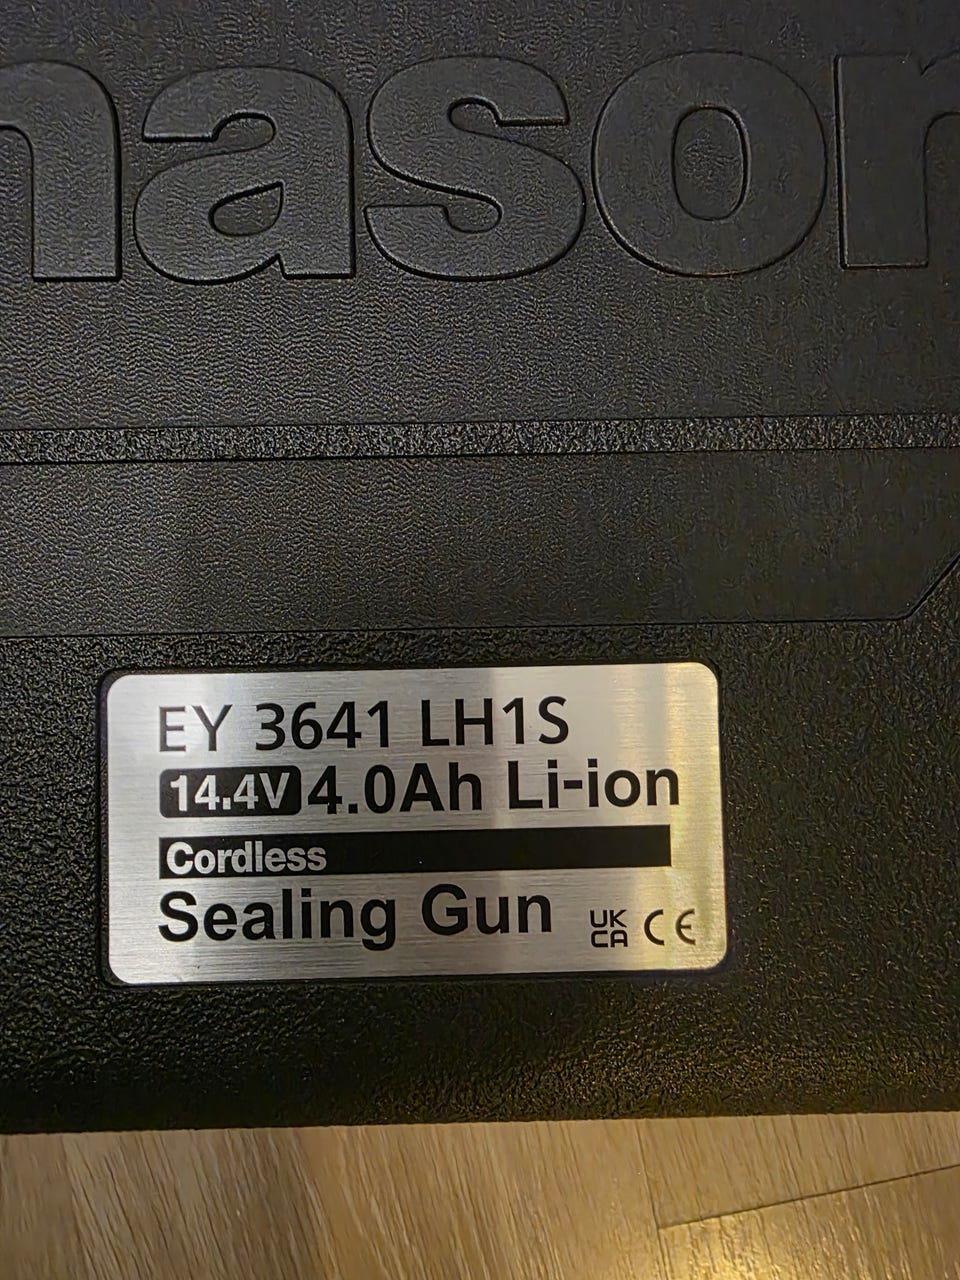 nason
EY 3641 LH1S
14.4V 4.0Ah Li-ion
Cordless
Sealing Gun UK CA CE